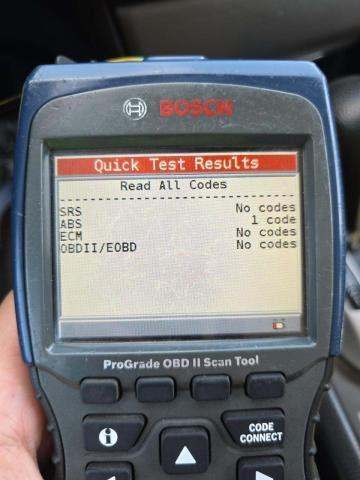 BOSCH
Quick Test Results
Read All Codes
SRS No codes
ABS 1 code
ECM No codes
OBDII/EOBD No codes
ProGrade OBD II Scan Tool
i
CODE
CONNECT